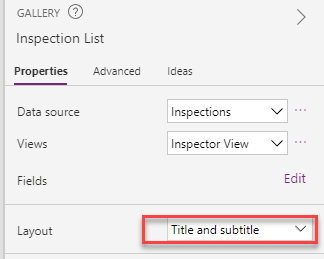 GALLERY
Inspection List
Properties Advanced Ideas
Data source Inspections
Views Inspector View
Fields Edit
Layout Title and subtitle